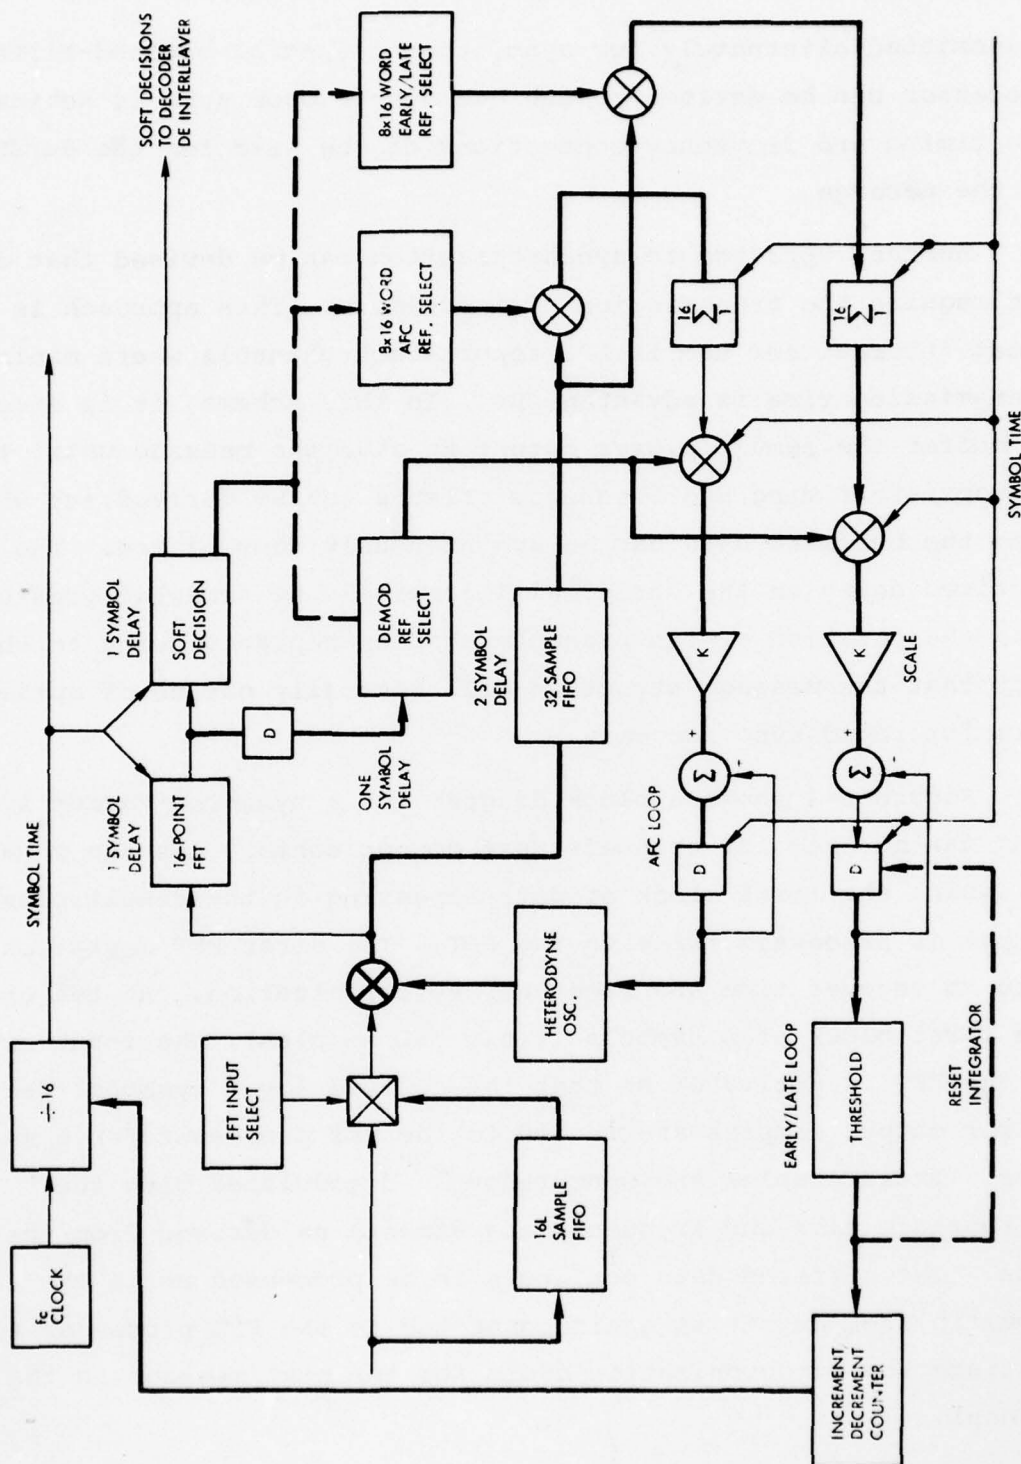 fc
CLOCK
÷16
SYMBOL TIME
SOFT DECISIONS
TO DECODER
DE INTERLEAVER
1 SYMBOL
DELAY
16-POINT
FFT
1 SYMBOL
DELAY
SOFT
DECISION
D
ONE
SYMBOL
DELAY
DEMOD
REF
SELECT
FFT INPUT
SELECT
8x16 WORD
AFC
REF. SELECT
8x16 WORD
EARLY/LATE
REF. SELECT
2 SYMBOL
DELAY
32 SAMPLE
FIFO
16L
SAMPLE
FIFO
HETERODYNE
OSC.
AFC LOOP
D
Σ
+
-
K
16
Σ
1
INCREMENT/
DECREMENT
COUNTER
EARLY/LATE LOOP
THRESHOLD
D
Σ
+
-
K
SCALE
16
Σ
1
RESET
INTEGRATOR
SYMBOL TIME